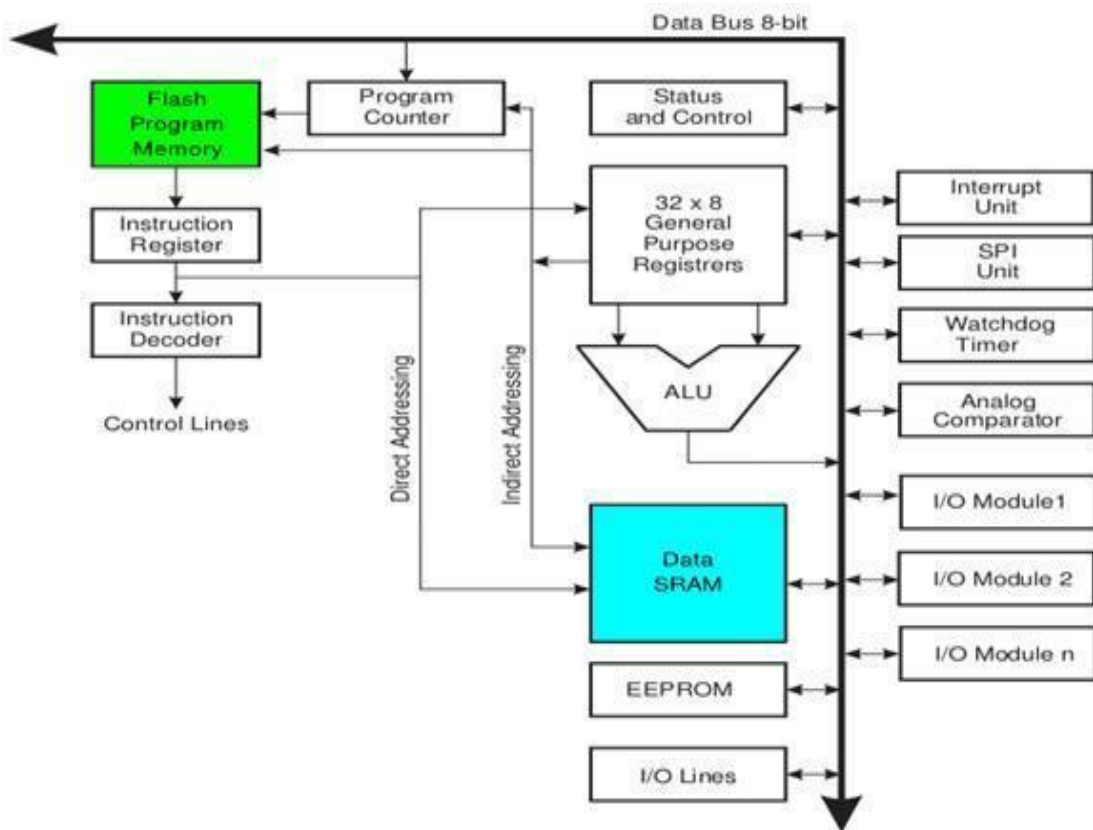 Data Bus 8-bit
Flash
Program
Memory
Program
Counter
Status
and Control
Interrupt
Unit
32 x 8
General
Purpose
Registrers
Instruction
Register
SPI
Unit
Instruction
Decoder
Watchdog
Timer
ALU
Analog
Comparator
Control Lines
Direct Addressing
Indirect Addressing
I/O Module1
Data
SRAM
I/O Module 2
I/O Module n
EEPROM
I/O Lines